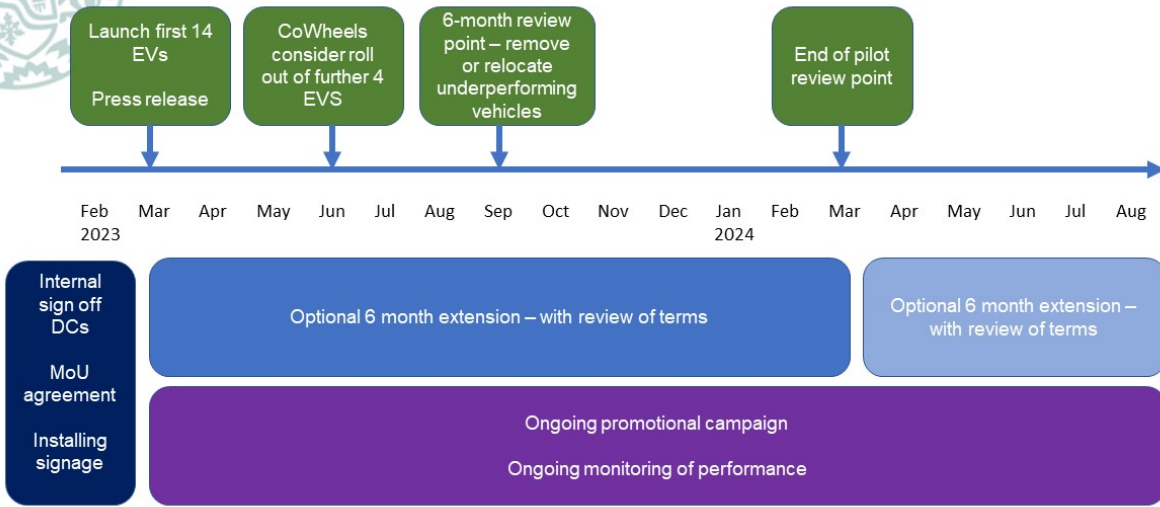 Launch first 14
EVs
Press release
CoWheels
consider roll
out of further 4
EVS
6-month review
point – remove
or relocate
underperforming
vehicles
End of pilot
review point
Feb Mar Apr May Jun Jul Aug Sep Oct Nov Dec Jan Feb Mar Apr May Jun Jul Aug
2023 2024
Internal
sign off
DCs
MoU
agreement
Installing
signage
Optional 6 month extension – with review of terms
Optional 6 month extension –
with review of terms
Ongoing promotional campaign
Ongoing monitoring of performance